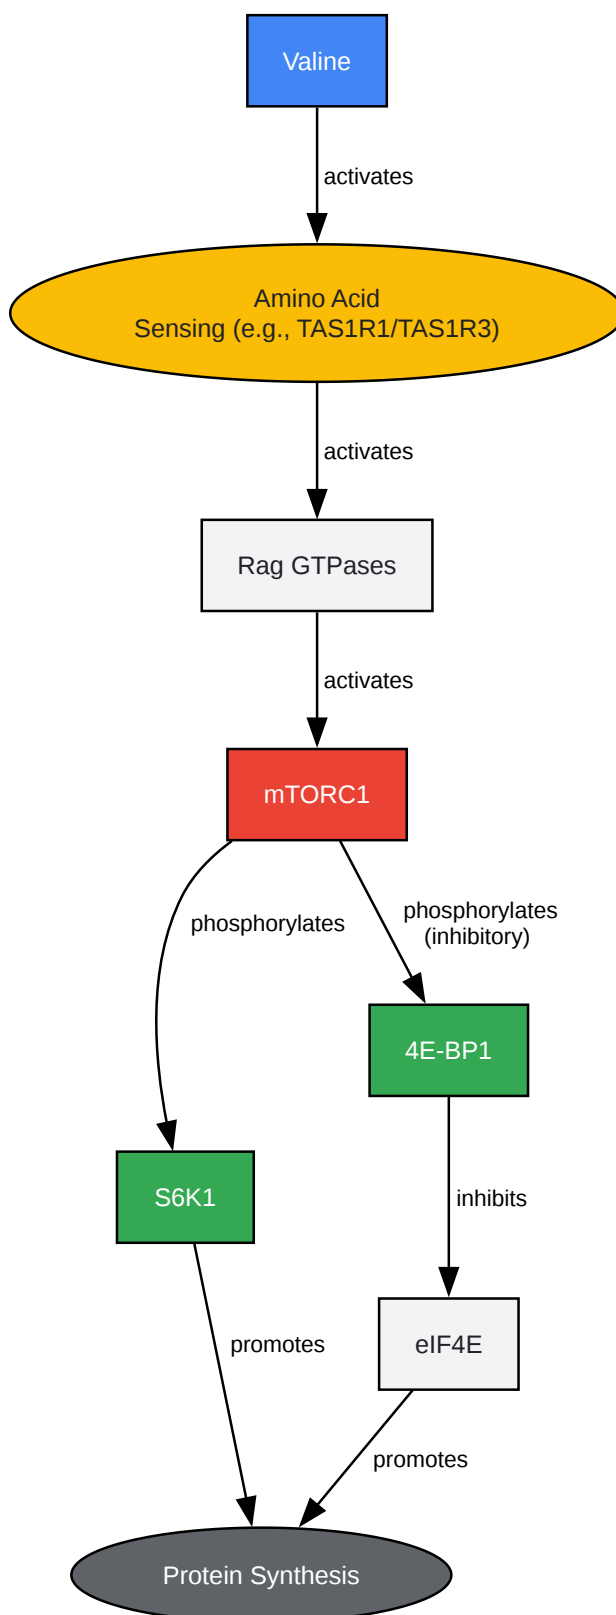 Valine
activates
Amino Acid
Sensing (e.g., TAS1R1/TAS1R3)
activates
Rag GTPases
activates
mTORC1
phosphorylates
phosphorylates
(inhibitory)
4E-BP1
S6K1
inhibits
promotes
eIF4E
promotes
Protein Synthesis